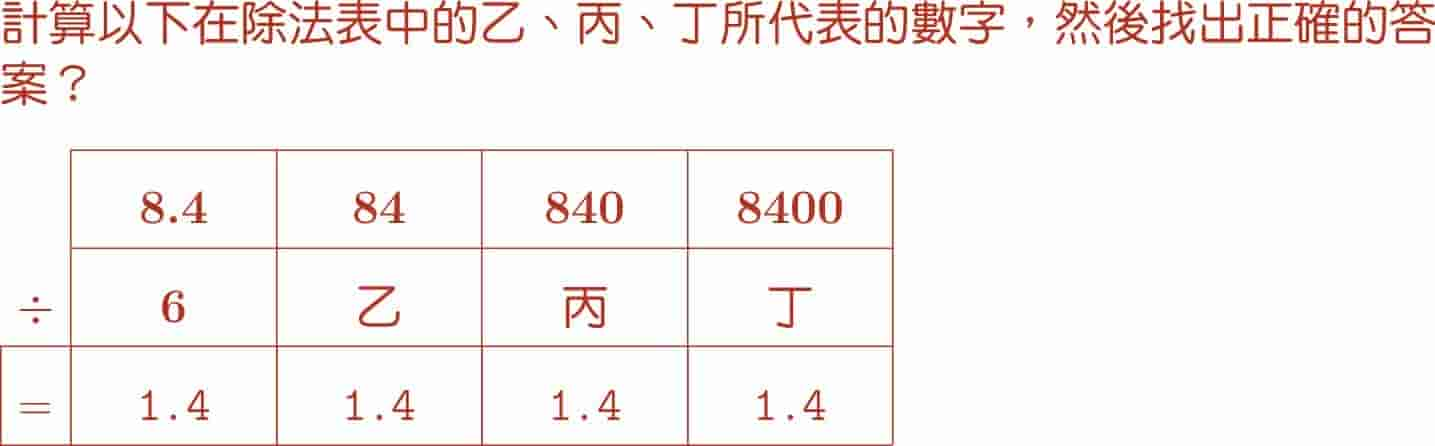 計算以下在除法表中的乙、丙、丁所代表的數字，然後找出正確的答
案？
8.4 84 840 8400
÷ 6 乙 丙 丁
= 1.4 1.4 1.4 1.4